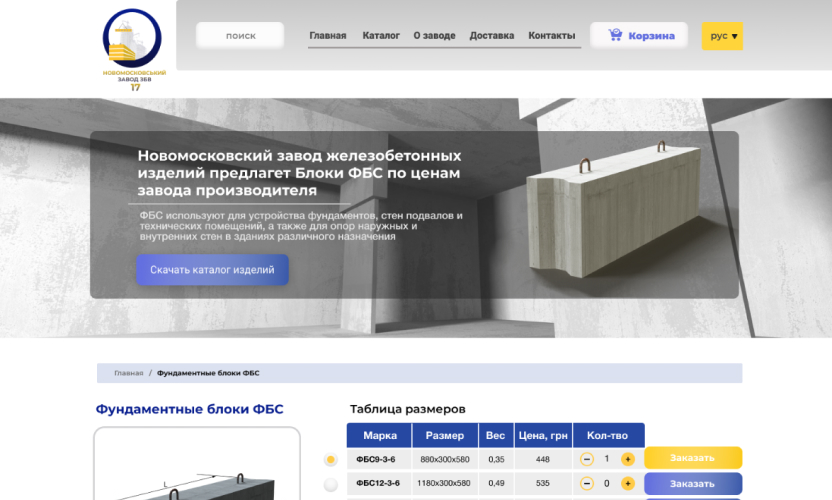 НОВОМОСКОВСЬКИЙ
ЗАВОД ЗБВ
17
поиск
Главная Каталог О заводе Доставка Контакты
Корзина
рус ▼
Новомосковский завод железобетонных
изделий предлагет Блоки ФБС по ценам
завода производителя
ФБС используют для устройства фундаментов, стен подвалов и
технических помещений, а также для опор наружных и
внутренних стен в зданиях различного назначения
Скачать каталог изделий
Главная / Фундаментные блоки ФБС
Фундаментные блоки ФБС
L
Таблица размеров
Марка Размер Вес Цена, грн Кол-тво
ФБС9-3-6 880х300х580 0,35 448 − 1 + Заказать
ФБС12-3-6 1180х300х580 0,49 535 − 0 + Заказать